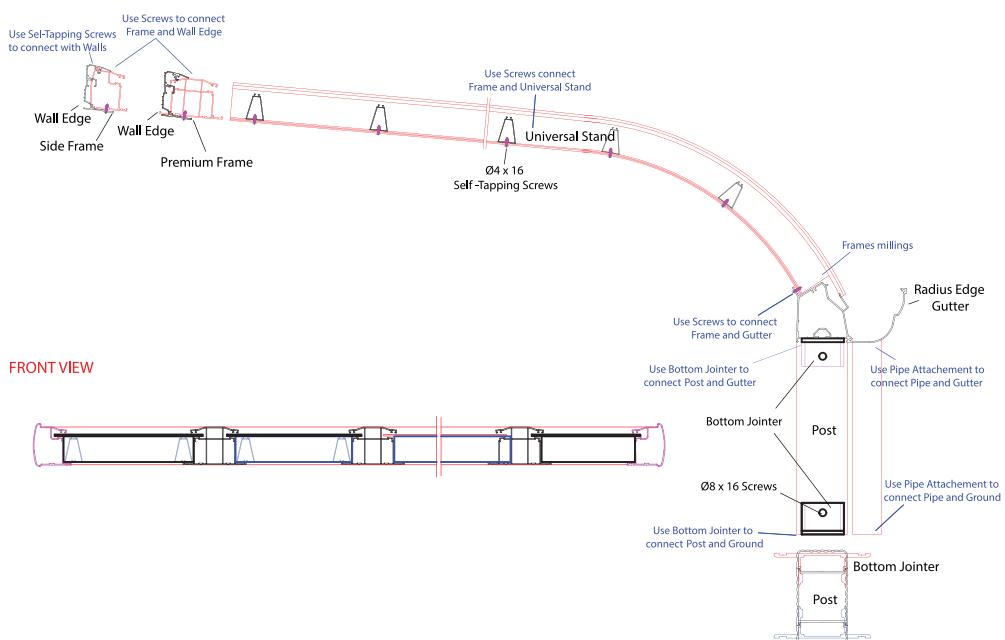 Use Screws to connect
Frame and Wall Edge
Use Sel-Tapping Screws
to connect with Walls
Wall Edge
Side Frame
Wall Edge
Premium Frame
Use Screws connect
Frame and Universal Stand
Universal Stand
Ø4 x 16
Self -Tapping Screws
Frames millings
Radius Edge
Gutter
Use Screws to connect
Frame and Gutter
FRONT VIEW
Use Bottom Jointer to
connect Post and Gutter
Use Pipe Attachement to
connect Pipe and Gutter
Bottom Jointer
Post
Ø8 x 16 Screws
Use Pipe Attachement to
connect Pipe and Ground
Use Bottom Jointer to
connect Post and Ground
Bottom Jointer
Post